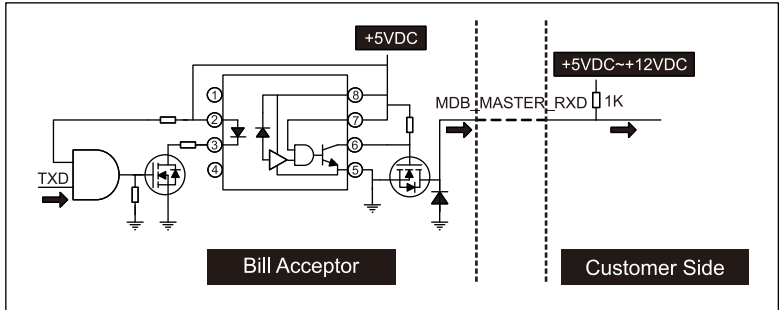 +5VDC
+5VDC~+12VDC
① ⑧
MDB_MASTER_RXD
1K
② ⑦
③ ⑥
④ ⑤
TXD
Bill Acceptor
Customer Side